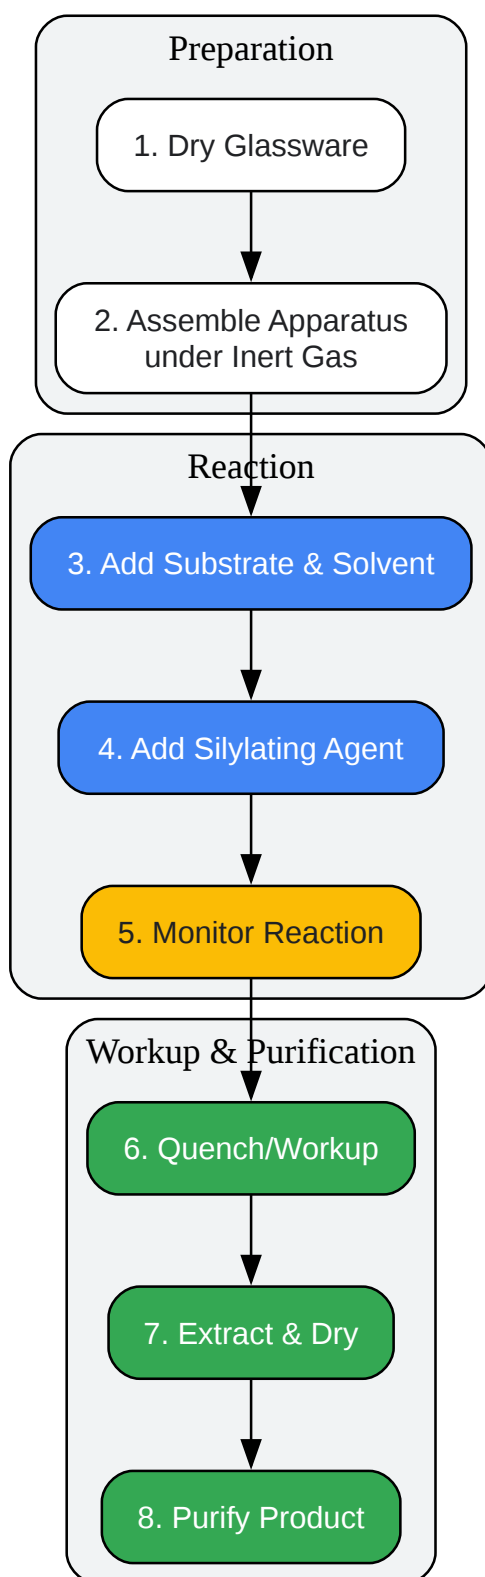 Preparation
1. Dry Glassware
2. Assemble Apparatus
under Inert Gas
Reaction
3. Add Substrate & Solvent
4. Add Silylating Agent
5. Monitor Reaction
Workup & Purification
6. Quench/Workup
7. Extract & Dry
8. Purify Product